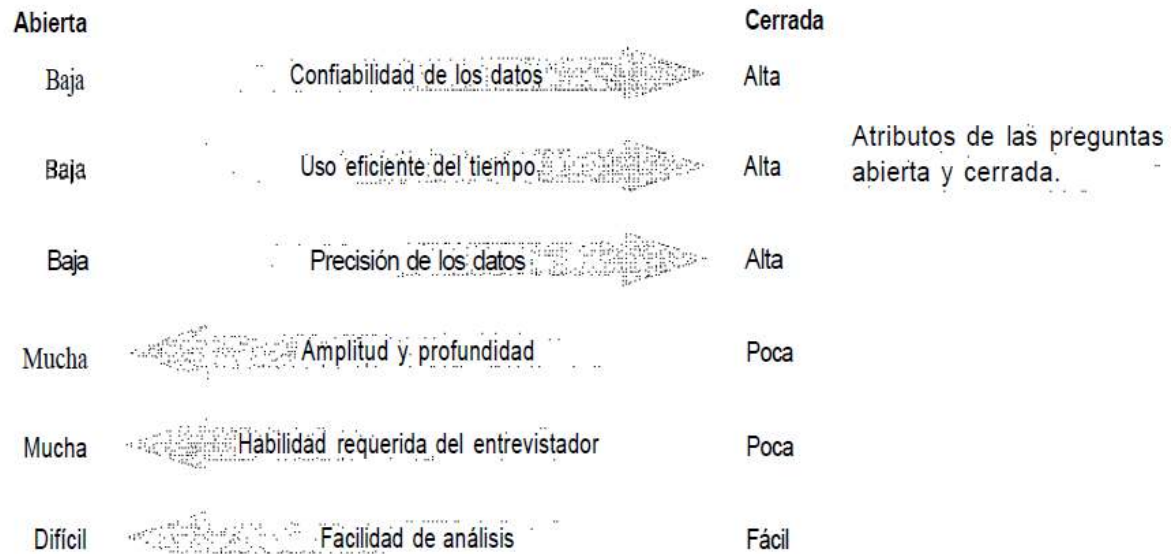 Abierta Cerrada
Baja Confiabilidad de los datos Alta
Baja Uso eficiente del tiempo Alta
Atributos de las preguntas
abierta y cerrada.
Baja Precisión de los datos Alta
Mucha Amplitud y profundidad Poca
Mucha Habilidad requerida del entrevistador Poca
Difícil Facilidad de análisis Fácil